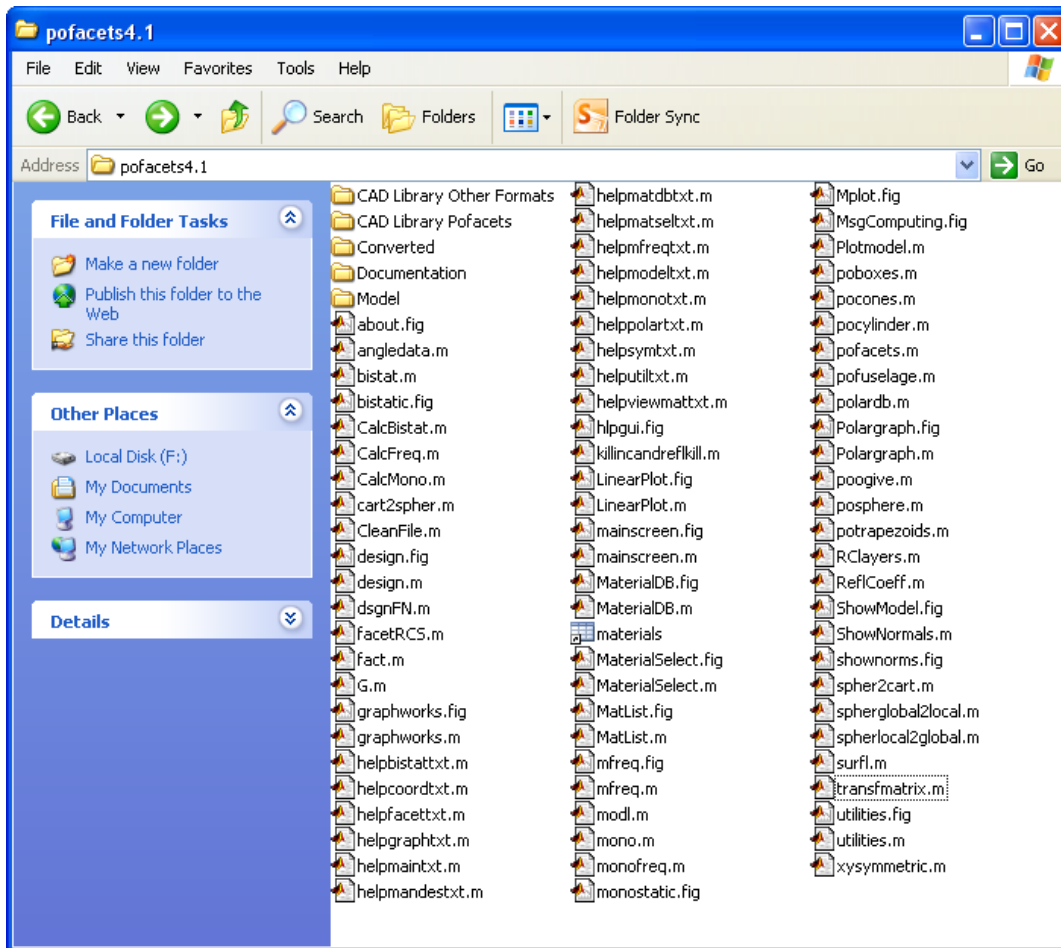 pofacets4.1
File Edit View Favorites Tools Help
Back Search Folders Folder Sync
Address pofacets4.1 Go
File and Folder Tasks
Make a new folder
Publish this folder to the
Web
Share this folder
Other Places
Local Disk (F:)
My Documents
My Computer
My Network Places
Details
CAD Library Other Formats
CAD Library Pofacets
Converted
Documentation
Model
about.fig
angledata.m
bistat.m
bistatic.fig
CalcBistat.m
CalcFreq.m
CalcMono.m
cart2spher.m
CleanFile.m
design.fig
design.m
dsgnFN.m
facetRCS.m
fact.m
G.m
graphworks.fig
graphworks.m
helpbistattxt.m
helpcoordtxt.m
helpfacettxt.m
helpgraphtxt.m
helpmaintxt.m
helpmandestxt.m
helpmatdbtxt.m
helpmatseltxt.m
helpmfreqtxt.m
helpmodeltxt.m
helpmonotxt.m
helppolartxt.m
helpsymtxt.m
helputiltxt.m
helpviewmattxt.m
hlpgui.fig
killincandreflkill.m
LinearPlot.fig
LinearPlot.m
mainscreen.fig
mainscreen.m
MaterialDB.fig
MaterialDB.m
materials
MaterialSelect.fig
MaterialSelect.m
MatList.fig
MatList.m
mfreq.fig
mfreq.m
modl.m
mono.m
monofreq.m
monostatic.fig
Mplot.fig
MsgComputing.fig
Plotmodel.m
poboxes.m
pocones.m
pocylinder.m
pofacets.m
pofuselage.m
polardb.m
Polargraph.fig
Polargraph.m
poogive.m
posphere.m
potrapezoids.m
RClayers.m
ReflCoeff.m
ShowModel.fig
ShowNormals.m
shownorms.fig
spher2cart.m
spherglobal2local.m
spherlocal2global.m
surfl.m
transfmatrix.m
utilities.fig
utilities.m
xysymmetric.m